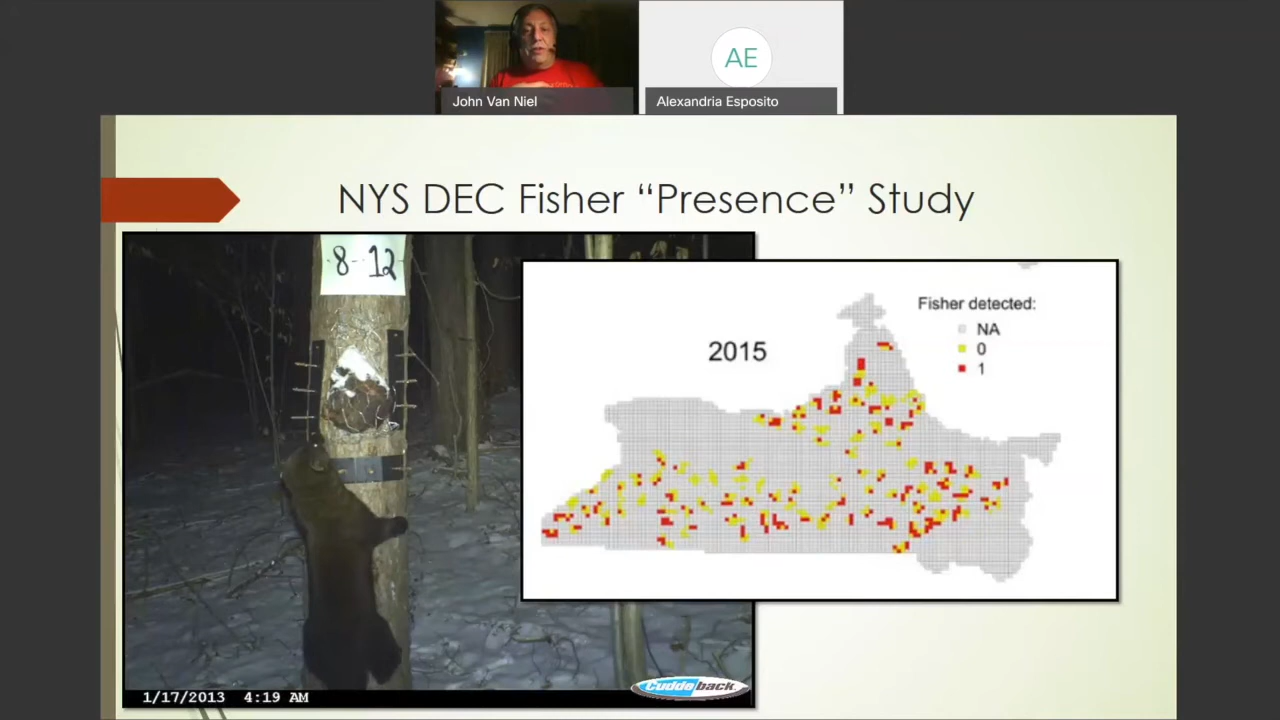 John Van Niel
AE
Alexandria Esposito
NYS DEC Fisher “Presence” Study
8-12
2015
Fisher detected:
NA
0
1
1/17/2013 4:19 AM
Cuddeback